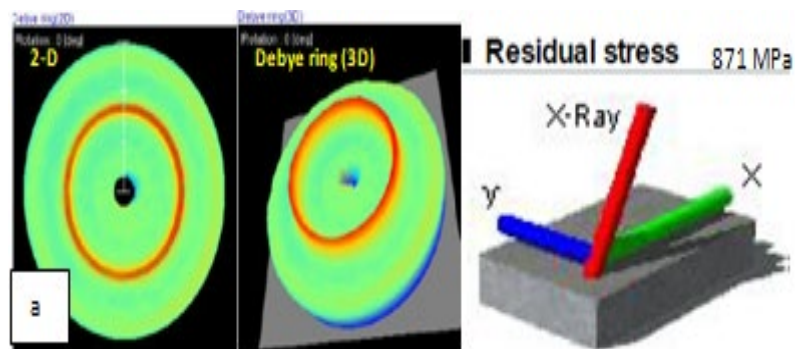 Debye ring(2D)
Rotation : 0 (deg)
2-D
a
Debye ring(3D)
Rotation : 0 (deg)
Debye ring (3D)
Residual stress 871 MPa
X-Ray
X
y